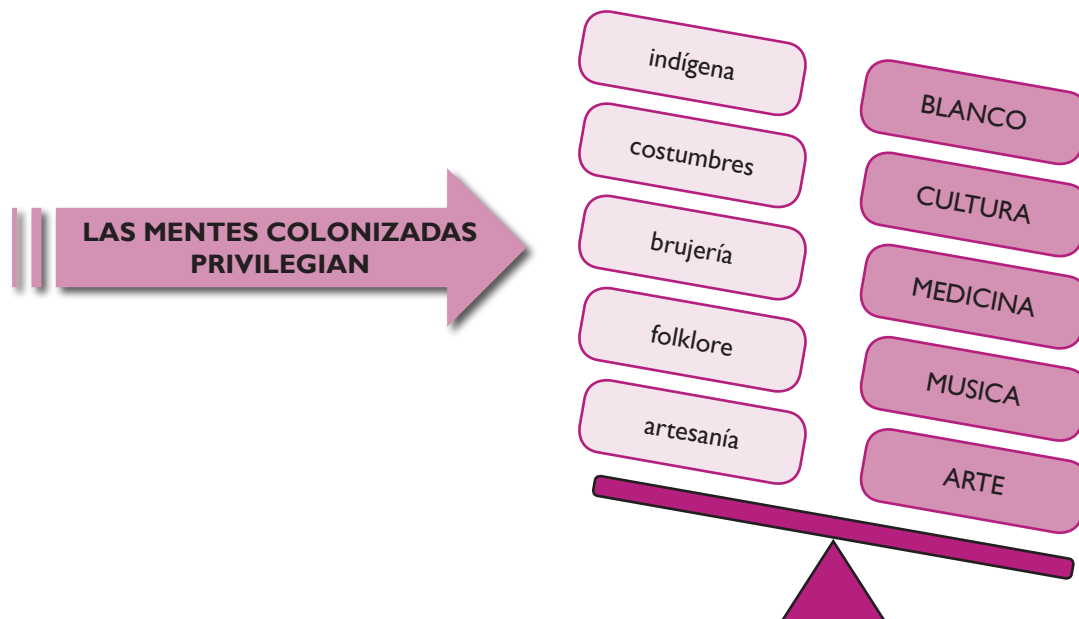 LAS MENTES COLONIZADAS
PRIVILEGIAN
indígena
costumbres
brujería
folklore
artesanía
BLANCO
CULTURA
MEDICINA
MUSICA
ARTE